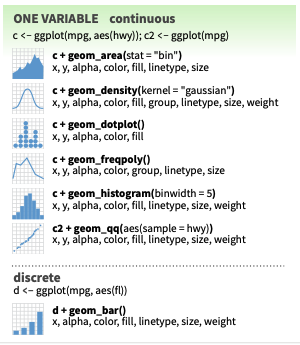 ONE VARIABLE continuous
c <- ggplot(mpg, aes(hwy)); c2 <- ggplot(mpg)
c + geom_area(stat = "bin")
x, y, alpha, color, fill, linetype, size
c + geom_density(kernel = "gaussian")
x, y, alpha, color, fill, group, linetype, size, weight
c + geom_dotplot()
x, y, alpha, color, fill
c + geom_freqpoly()
x, y, alpha, color, group, linetype, size
c + geom_histogram(binwidth = 5)
x, y, alpha, color, fill, linetype, size, weight
c2 + geom_qq(aes(sample = hwy))
x, y, alpha, color, fill, linetype, size, weight
discrete
d <- ggplot(mpg, aes(fl))
d + geom_bar()
x, alpha, color, fill, linetype, size, weight